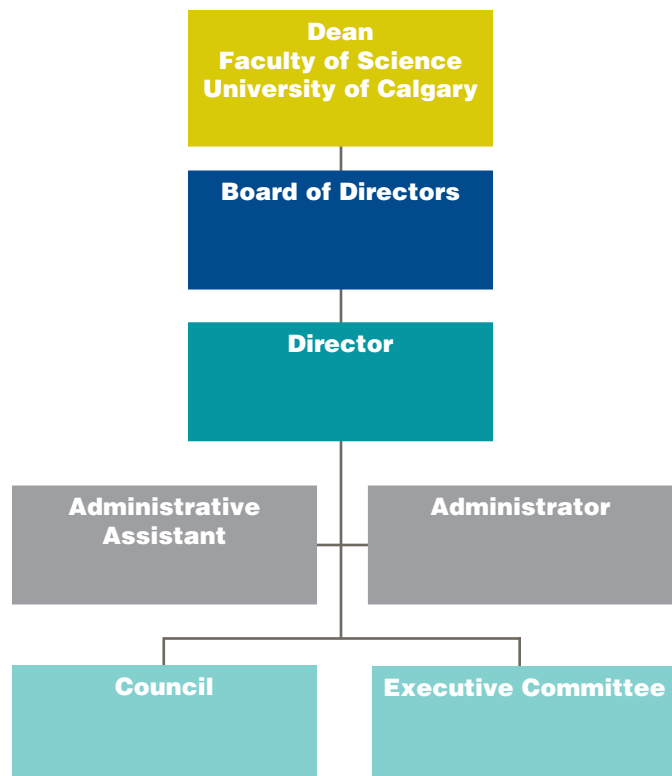 Dean
Faculty of Science
University of Calgary
Board of Directors
Director
Administrative
Assistant
Administrator
Council
Executive Committee